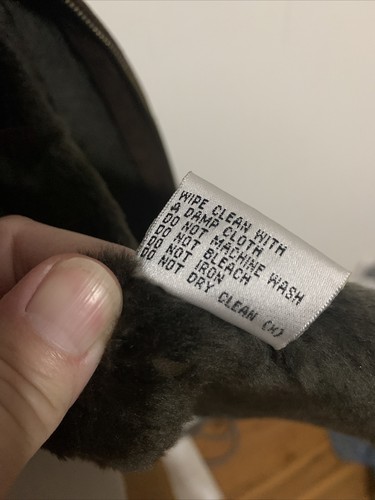 WIPE CLEAN WITH
A DAMP CLOTH
DO NOT MACHINE WASH
DO NOT BLEACH
DO NOT IRON
DO NOT DRY CLEAN (X)